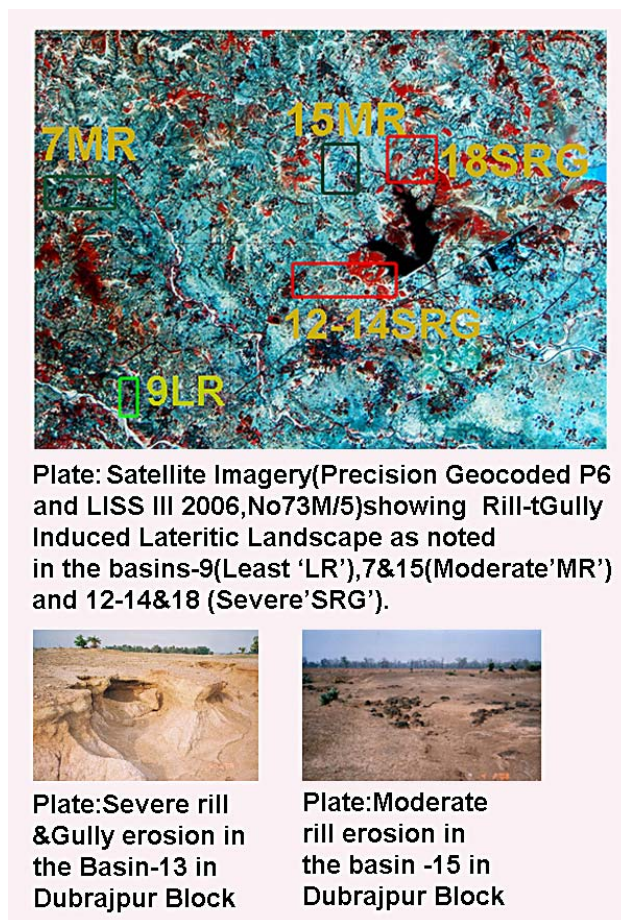 15MR
7MR
18SRG
12-14SRG
9LR
Plate: Satellite Imagery(Precision Geocoded P6
and LISS III 2006,No73M/5)showing Rill-tGully
Induced Lateritic Landscape as noted
in the basins-9(Least ‘LR’),7&15(Moderate’MR’)
and 12-14&18 (Severe’SRG’).
Plate:Severe rill
&Gully erosion in
the Basin-13 in
Dubrajpur Block
Plate:Moderate
rill erosion in
the basin -15 in
Dubrajpur Block